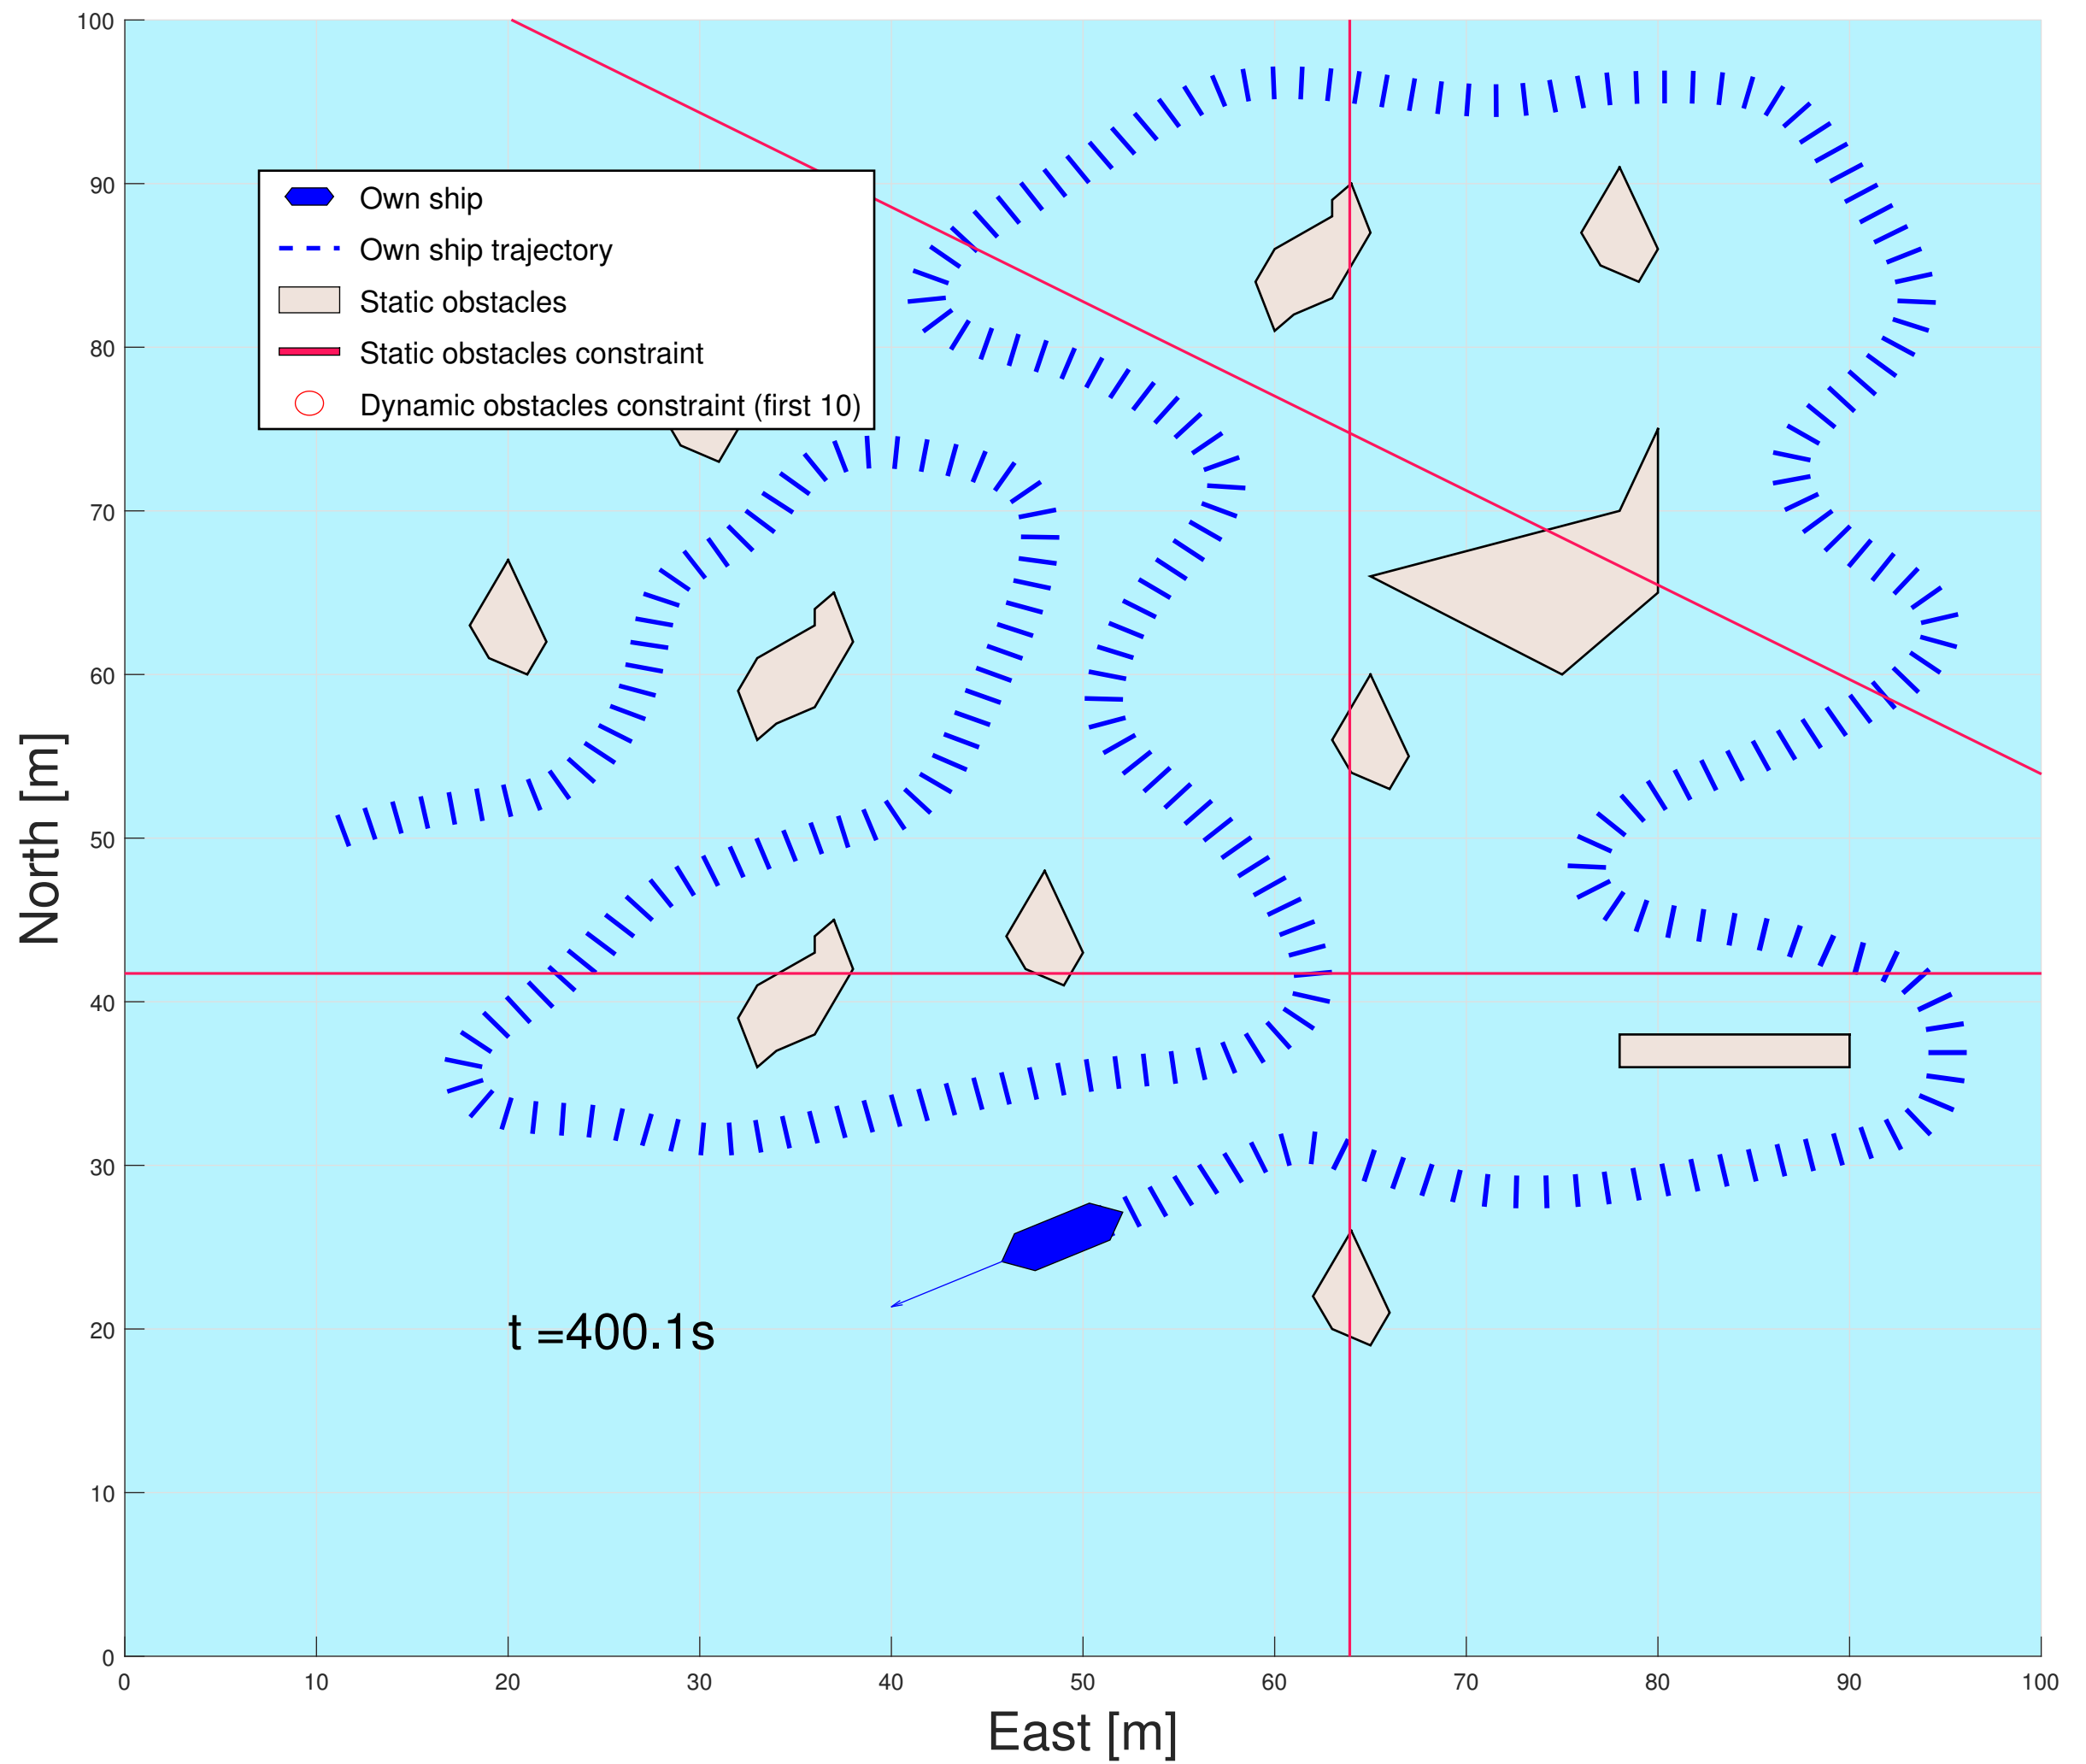 100
90
80
70
60
50
40
30
20
10
0
North [m]
Own ship
Own ship trajectory
Static obstacles
Static obstacles constraint
Dynamic obstacles constraint (first 10)
t =400.1s
0 10 20 30 40 50 60 70 80 90 100
East [m]